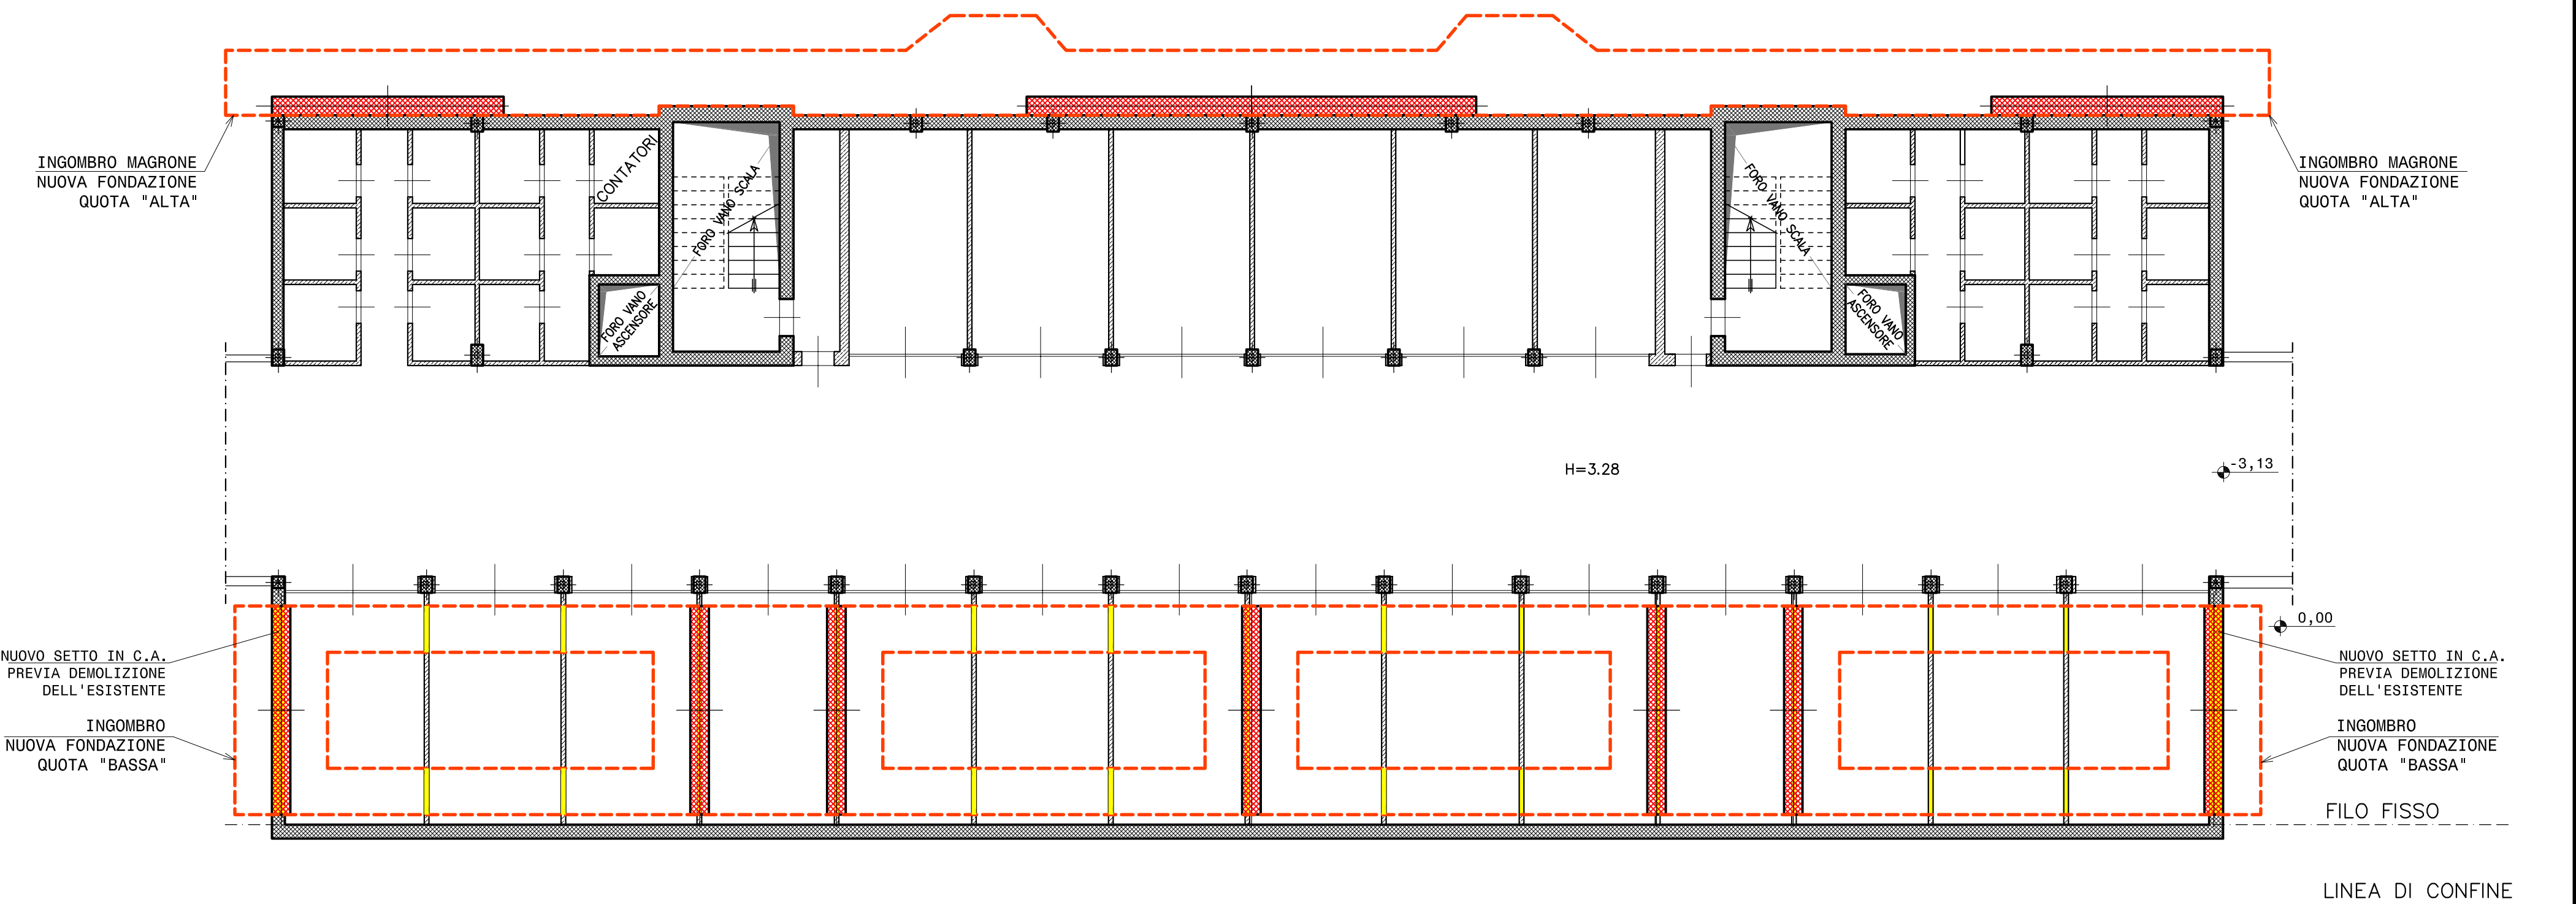 CONTATORI
FORO VANO SCALA
FORO VANO SCALA
INGOMBRO MAGRONE
NUOVA FONDAZIONE
QUOTA "ALTA"
INGOMBRO MAGRONE
NUOVA FONDAZIONE
QUOTA "ALTA"
FORO VANO
ASCENSORE
FORO VANO
ASCENSORE
H=3.28
-3,13
0,00
NUOVO SETTO IN C.A.
PREVIA DEMOLIZIONE
DELL'ESISTENTE
NUOVO SETTO IN C.A.
PREVIA DEMOLIZIONE
DELL'ESISTENTE
INGOMBRO
NUOVA FONDAZIONE
QUOTA "BASSA"
INGOMBRO
NUOVA FONDAZIONE
QUOTA "BASSA"
FILO FISSO
LINEA DI CONFINE